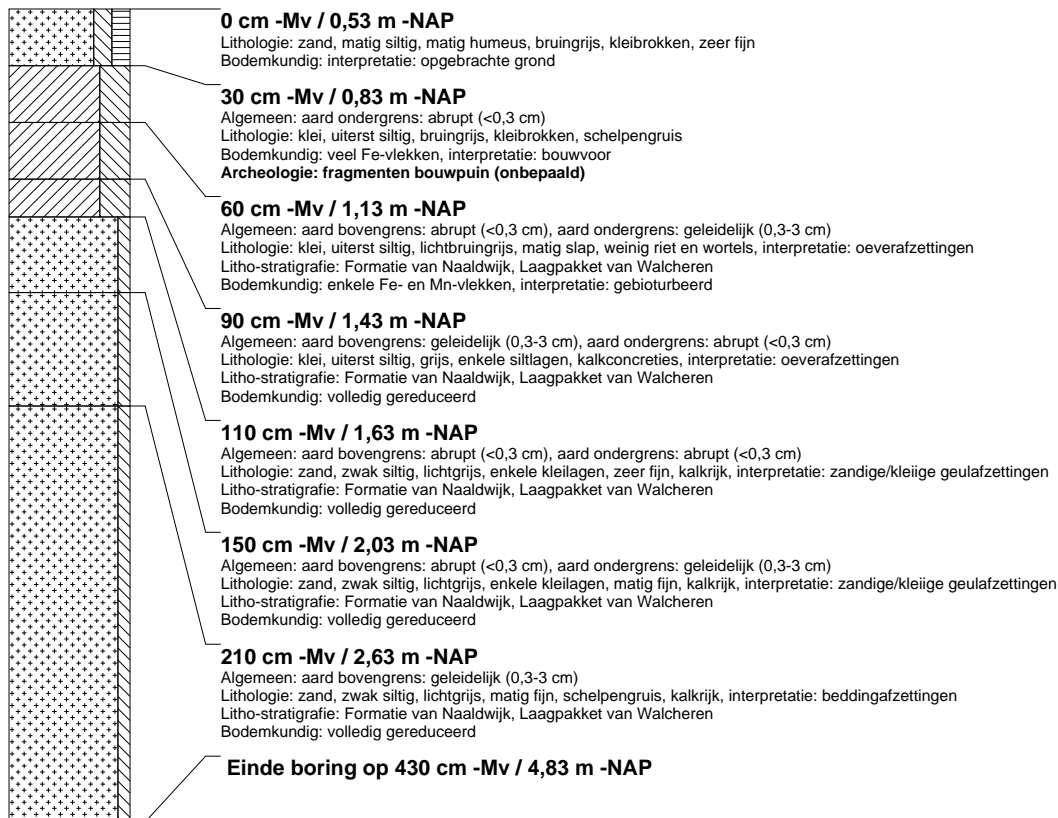 0 cm -Mv / 0,53 m -NAP
Lithologie: zand, matig siltig, matig humeus, bruingrijs, kleibrokken, zeer fijn
Bodemkundig: interpretatie: opgebrachte grond
30 cm -Mv / 0,83 m -NAP
Algemeen: aard ondergrens: abrupt (<0,3 cm)
Lithologie: klei, uiterst siltig, bruingrijs, kleibrokken, schelpengruis
Bodemkundig: veel Fe-vlekken, interpretatie: bouwvoor
Archeologie: fragmenten bouwpuin (onbepaald)
60 cm -Mv / 1,13 m -NAP
Algemeen: aard bovengrens: abrupt (<0,3 cm), aard ondergrens: geleidelijk (0,3-3 cm)
Lithologie: klei, uiterst siltig, lichtbruingrijs, matig slap, weinig riet en wortels, interpretatie: oeverafzettingen
Litho-stratigrafie: Formatie van Naaldwijk, Laagpakket van Walcheren
Bodemkundig: enkele Fe- en Mn-vlekken, interpretatie: gebioturbeerd
90 cm -Mv / 1,43 m -NAP
Algemeen: aard bovengrens: geleidelijk (0,3-3 cm), aard ondergrens: abrupt (<0,3 cm)
Lithologie: klei, uiterst siltig, grijs, enkele siltlagen, kalkconcreties, interpretatie: oeverafzettingen
Litho-stratigrafie: Formatie van Naaldwijk, Laagpakket van Walcheren
Bodemkundig: volledig gereduceerd
110 cm -Mv / 1,63 m -NAP
Algemeen: aard bovengrens: abrupt (<0,3 cm), aard ondergrens: abrupt (<0,3 cm)
Lithologie: zand, zwak siltig, lichtgrijs, enkele kleilagen, zeer fijn, kalkrijk, interpretatie: zandige/kleiige geulafzettingen
Litho-stratigrafie: Formatie van Naaldwijk, Laagpakket van Walcheren
Bodemkundig: volledig gereduceerd
150 cm -Mv / 2,03 m -NAP
Algemeen: aard bovengrens: abrupt (<0,3 cm), aard ondergrens: geleidelijk (0,3-3 cm)
Lithologie: zand, zwak siltig, lichtgrijs, enkele kleilagen, matig fijn, kalkrijk, interpretatie: zandige/kleiige geulafzettingen
Litho-stratigrafie: Formatie van Naaldwijk, Laagpakket van Walcheren
Bodemkundig: volledig gereduceerd
210 cm -Mv / 2,63 m -NAP
Algemeen: aard bovengrens: geleidelijk (0,3-3 cm)
Lithologie: zand, zwak siltig, lichtgrijs, matig fijn, schelpengruis, kalkrijk, interpretatie: beddingafzettingen
Litho-stratigrafie: Formatie van Naaldwijk, Laagpakket van Walcheren
Bodemkundig: volledig gereduceerd
Einde boring op 430 cm -Mv / 4,83 m -NAP